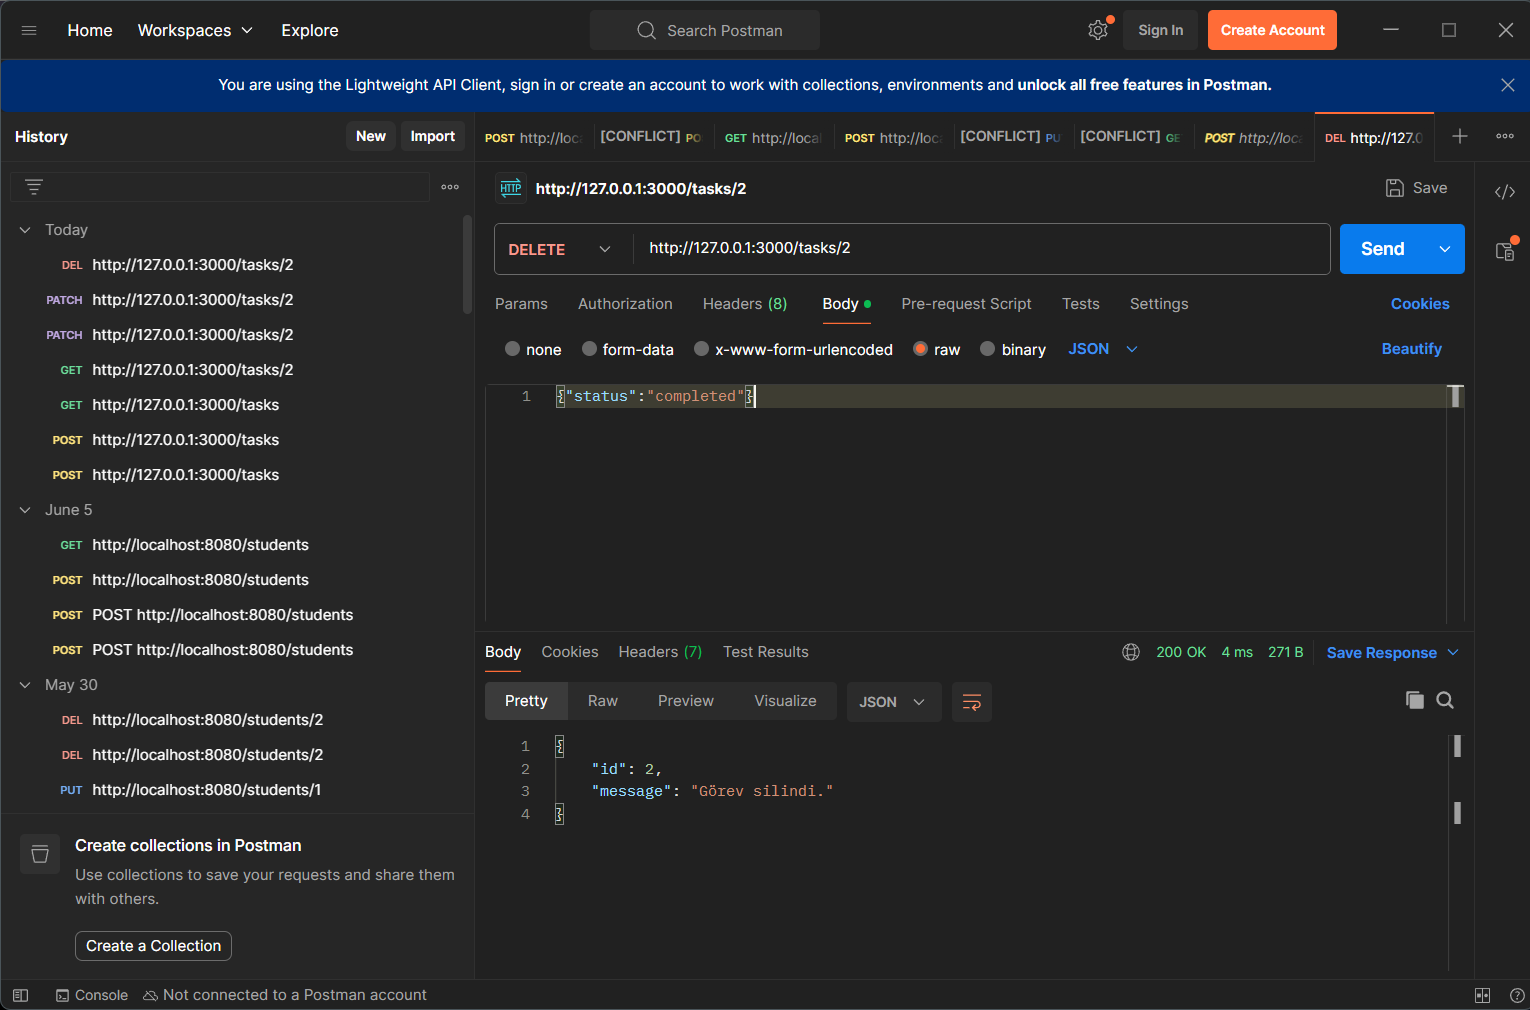 Home Workspaces Explore Search Postman Sign In Create Account
You are using the Lightweight API Client, sign in or create an account to work with collections, environments and unlock all free features in Postman.
History New Import
POST http://loc [CONFLICT] PO GET http://local POST http://loc [CONFLICT] PU [CONFLICT] GE POST http://loc DEL http://127.0
HTTP http://127.0.0.1:3000/tasks/2 Save
DELETE http://127.0.0.1:3000/tasks/2 Send
Params Authorization Headers (8) Body Pre-request Script Tests Settings Cookies
none form-data x-www-form-urlencoded raw binary JSON Beautify
1 {"status":"completed"}
Today
DEL http://127.0.0.1:3000/tasks/2
PATCH http://127.0.0.1:3000/tasks/2
PATCH http://127.0.0.1:3000/tasks/2
GET http://127.0.0.1:3000/tasks/2
GET http://127.0.0.1:3000/tasks
POST http://127.0.0.1:3000/tasks
POST http://127.0.0.1:3000/tasks
June 5
GET http://localhost:8080/students
POST http://localhost:8080/students
POST POST http://localhost:8080/students
POST POST http://localhost:8080/students
May 30
DEL http://localhost:8080/students/2
DEL http://localhost:8080/students/2
PUT http://localhost:8080/students/1
Create collections in Postman
Use collections to save your requests and share them
with others.
Create a Collection
Body Cookies Headers (7) Test Results 200 OK 4 ms 271 B Save Response
Pretty Raw Preview Visualize JSON
1 {
2 "id": 2,
3 "message": "Görev silindi."
4 }
Console Not connected to a Postman account